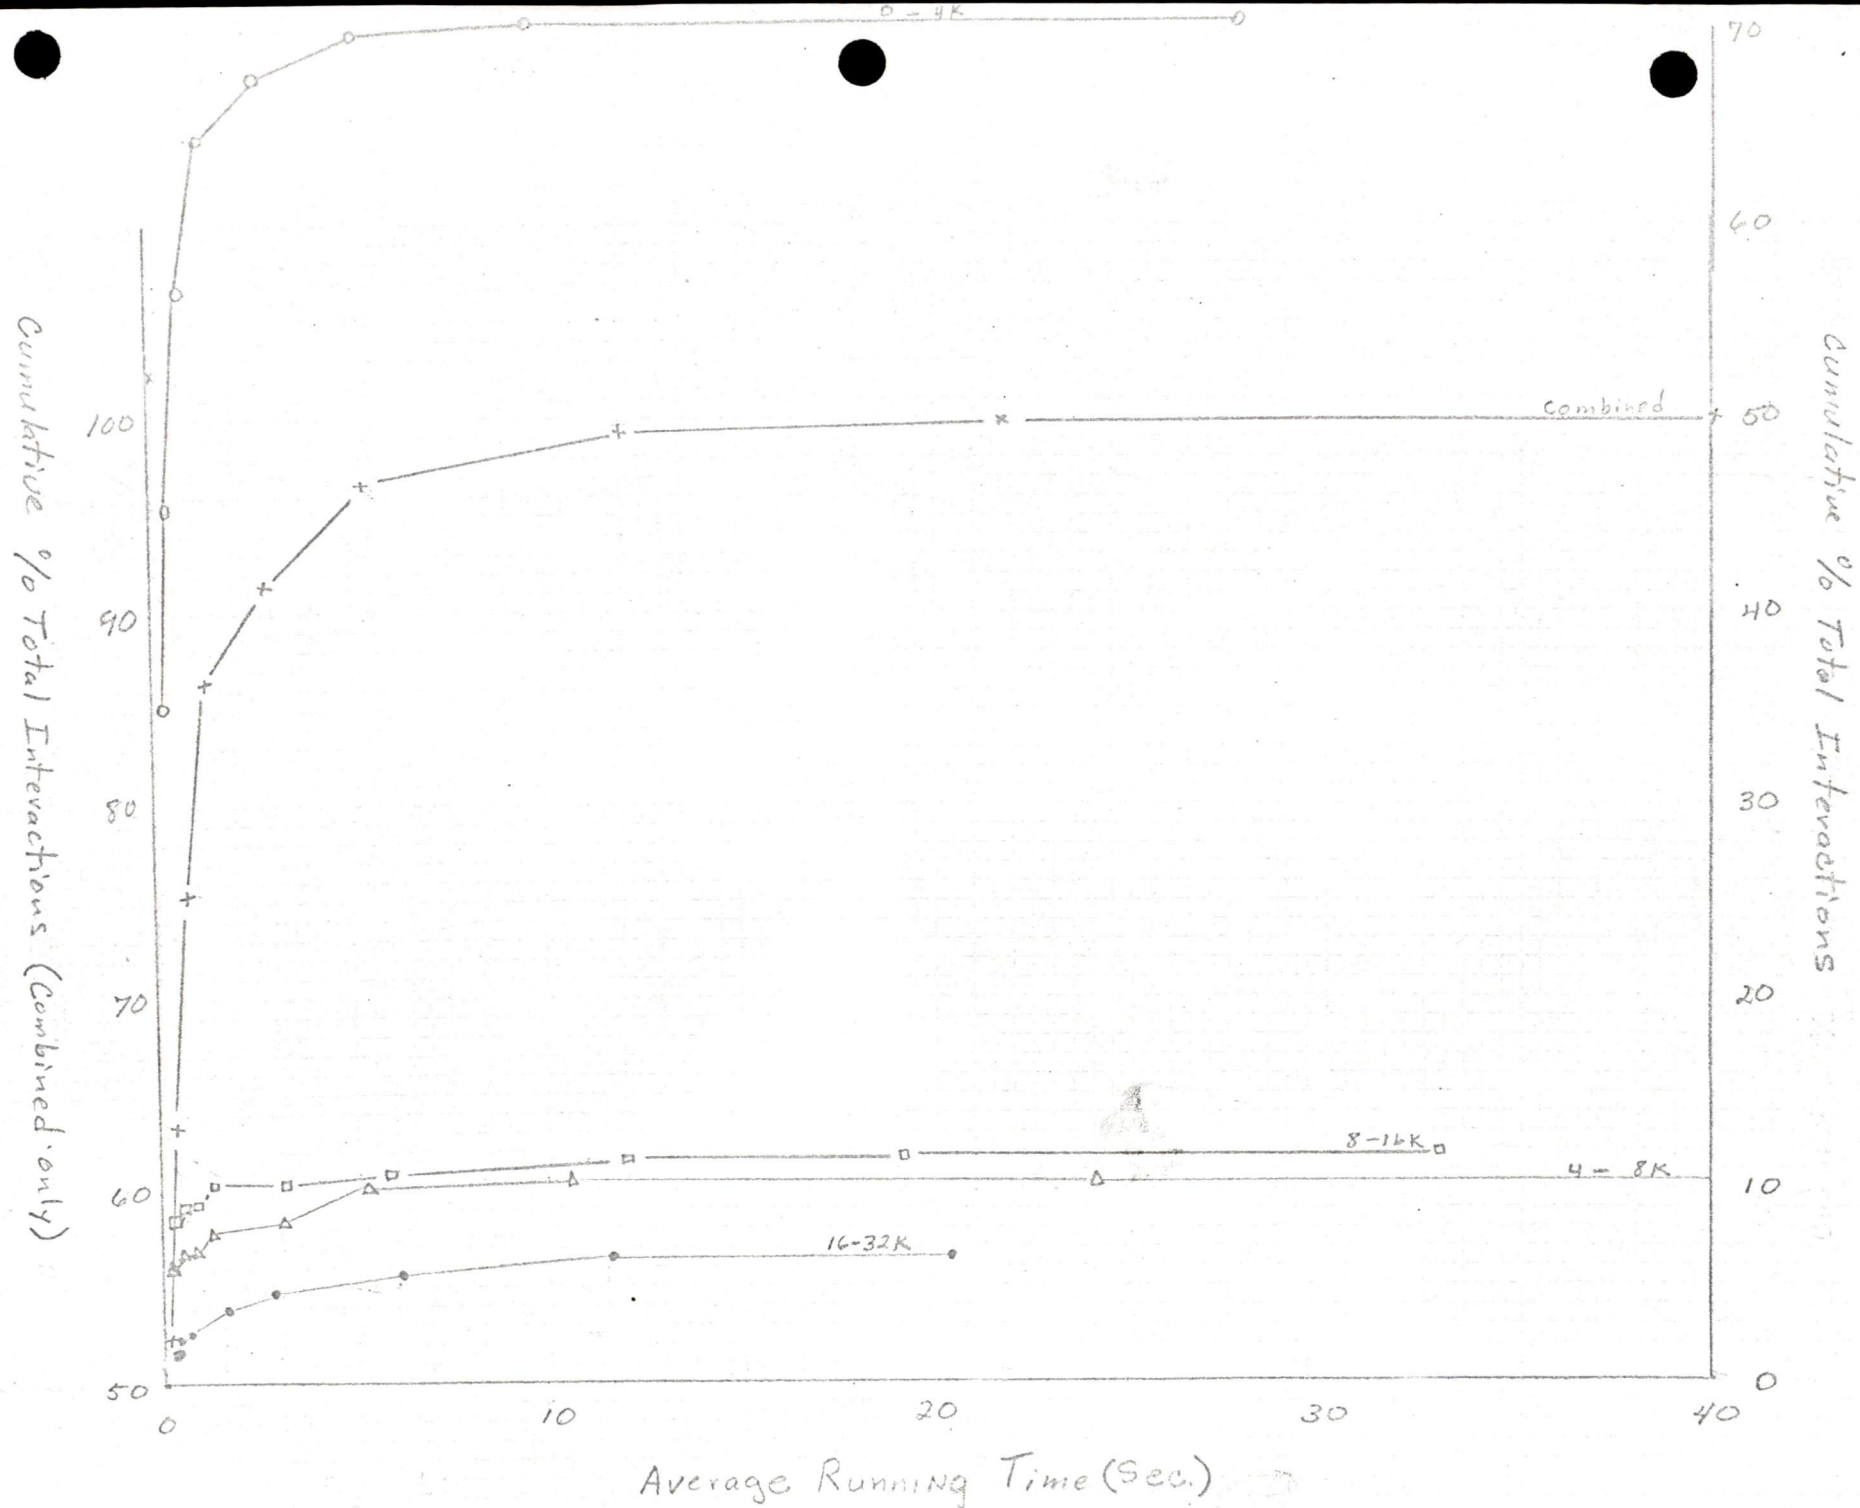 0 - 4K
70
60
Combined
100
50
90
40
80
30
70
20
8-16K
4 - 8K
60
10
16-32K
50
0
0
10
20
30
40
Average Running Time (Sec.)
Cumulative % Total Interactions (Combined only)
Cumulative % Total Interactions